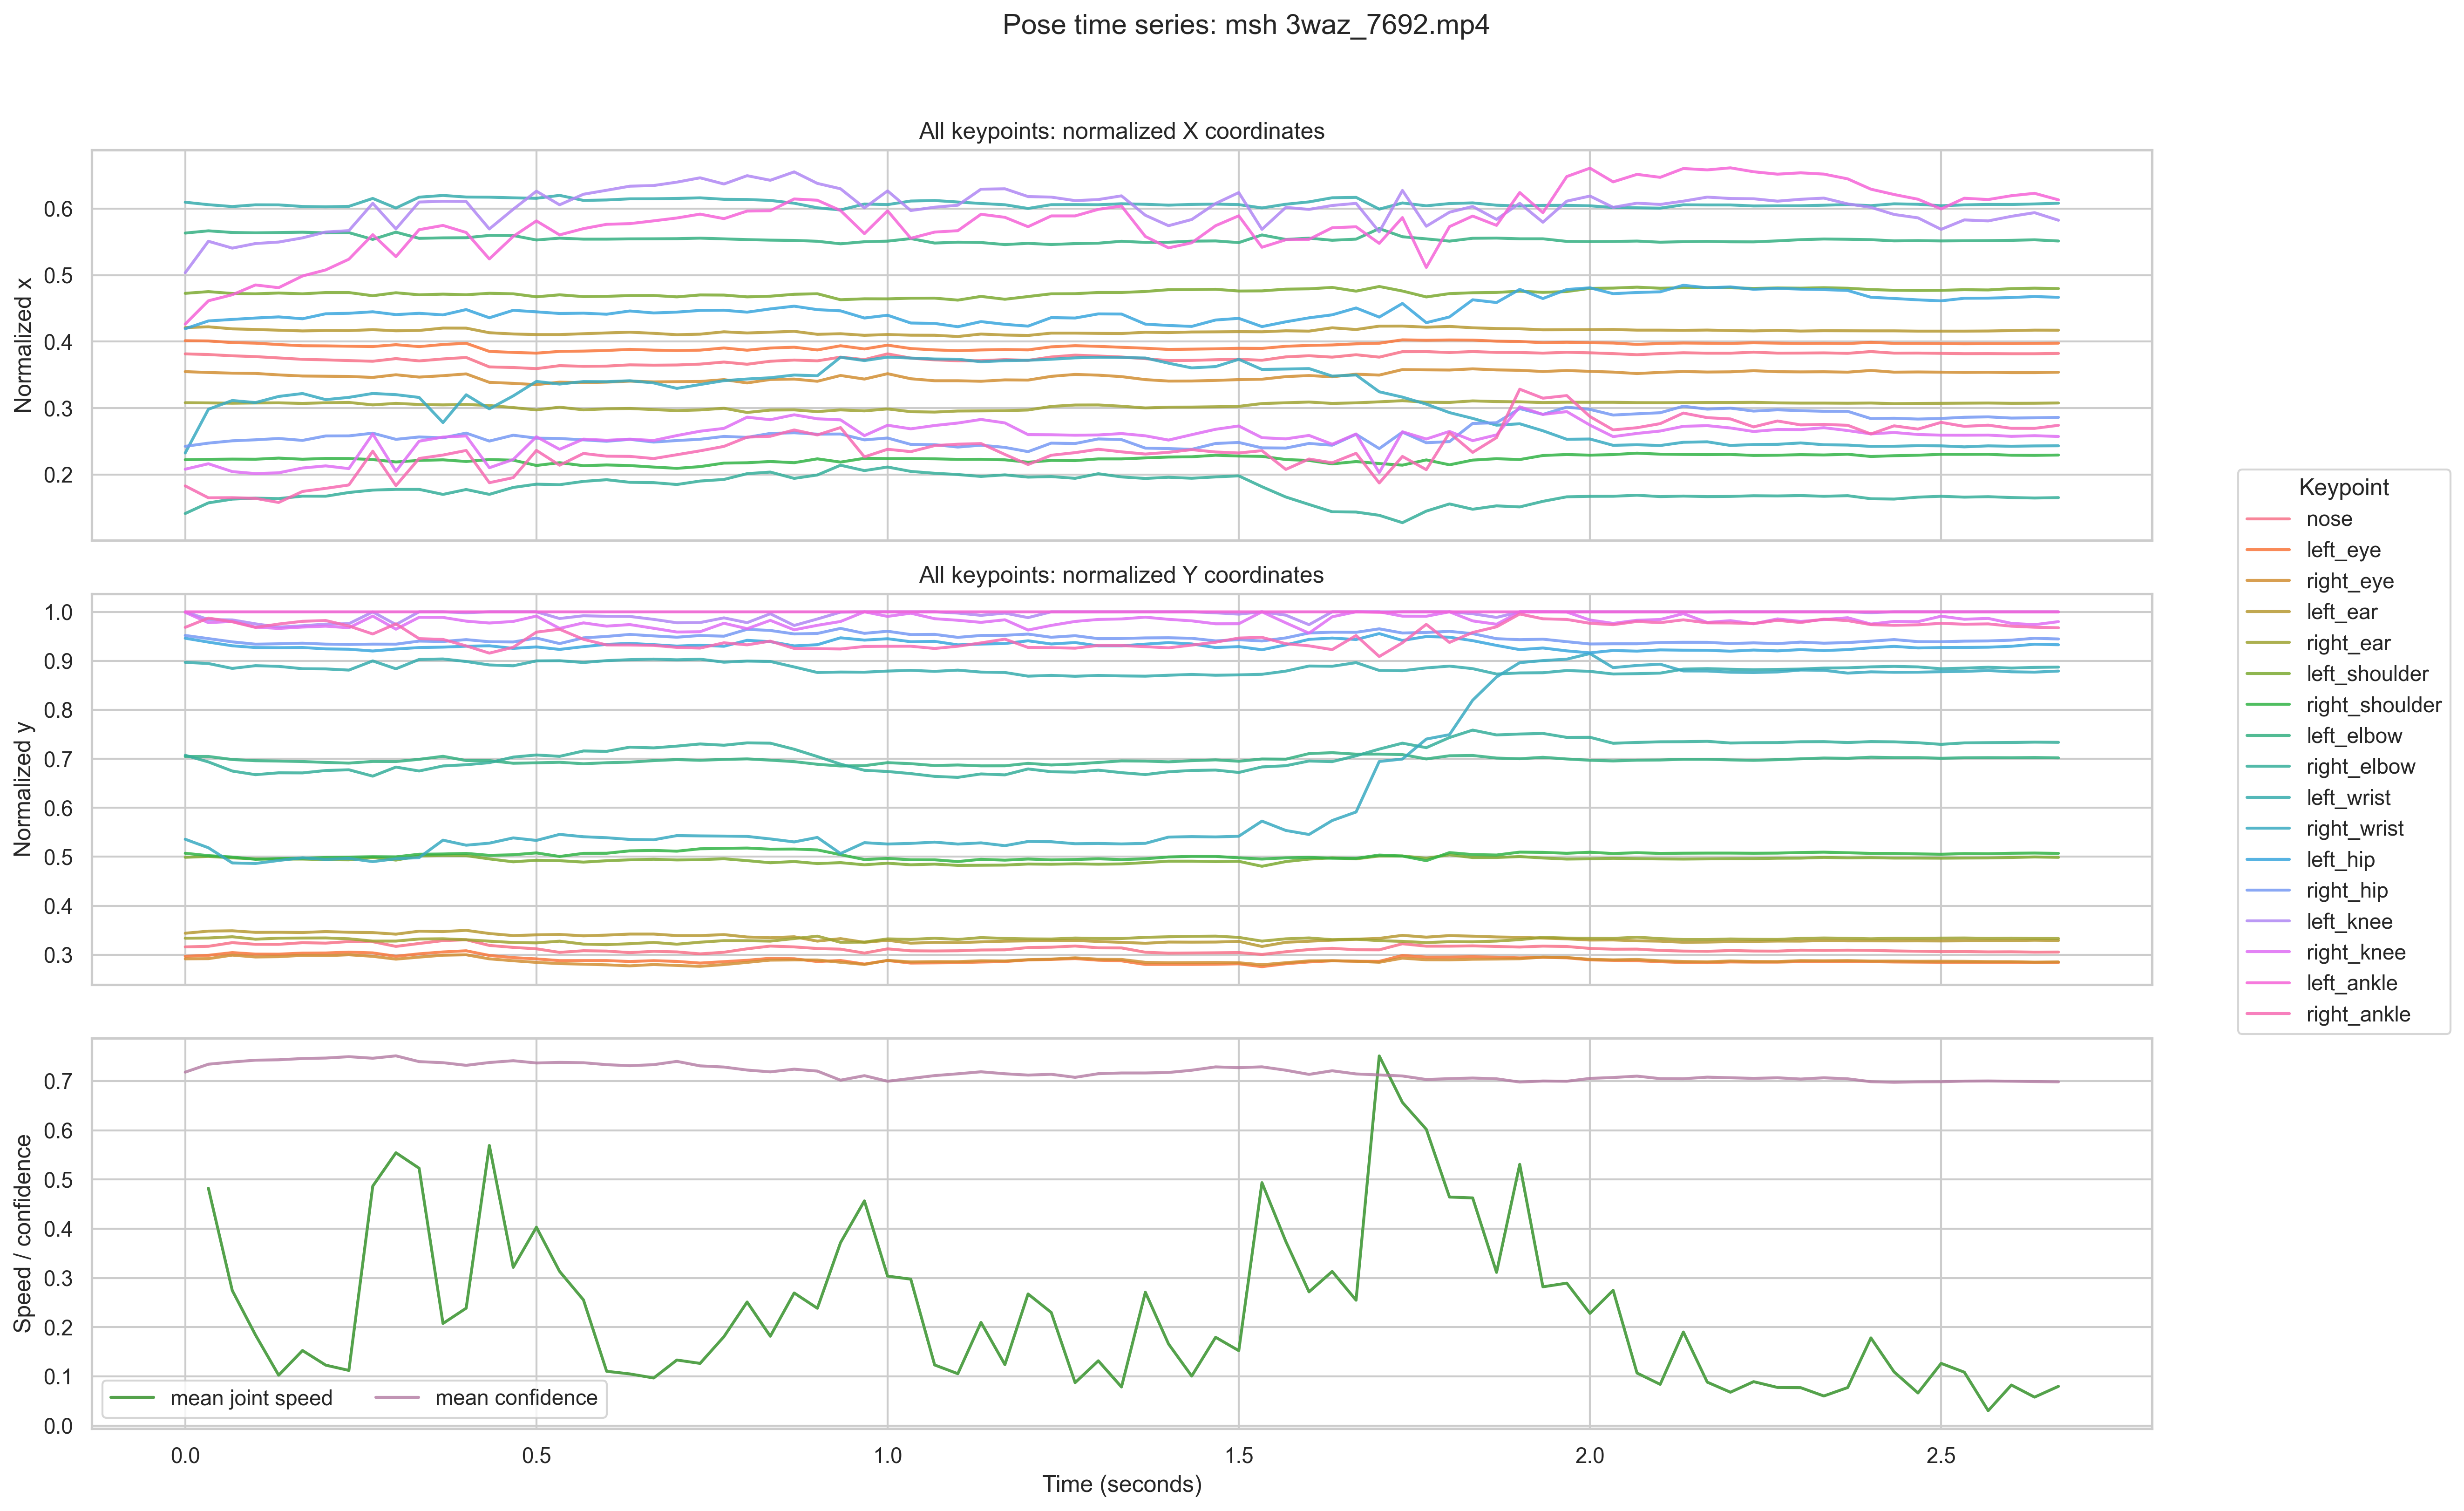 Pose time series: msh 3waz_7692.mp4
All keypoints: normalized X coordinates
Normalized x
0.6
0.5
0.4
0.3
0.2
All keypoints: normalized Y coordinates
Normalized y
1.0
0.9
0.8
0.7
0.6
0.5
0.4
0.3
Speed / confidence
0.7
0.6
0.5
0.4
0.3
0.2
0.1
0.0
mean joint speed
mean confidence
0.0
0.5
1.0
1.5
2.0
2.5
Time (seconds)
Keypoint
nose
left_eye
right_eye
left_ear
right_ear
left_shoulder
right_shoulder
left_elbow
right_elbow
left_wrist
right_wrist
left_hip
right_hip
left_knee
right_knee
left_ankle
right_ankle